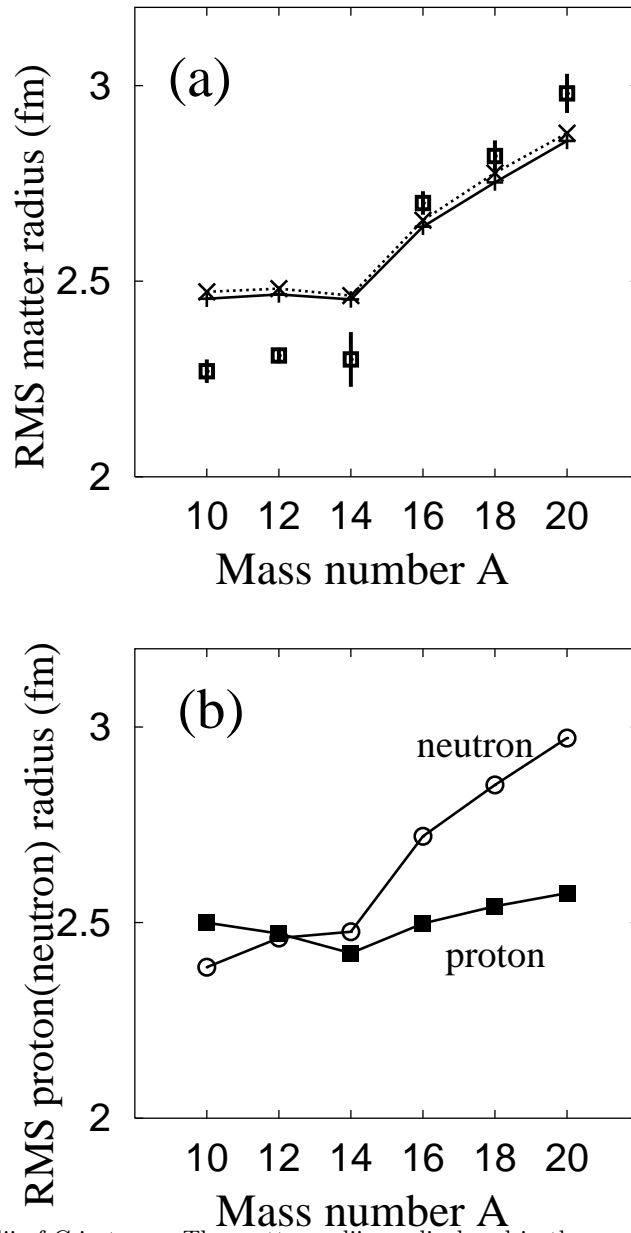 (a)
RMS matter radius (fm)
3
2.5
2
10 12 14 16 18 20
Mass number A
(b)
RMS proton(neutron) radius (fm)
3
2.5
2
neutron
proton
10 12 14 16 18 20
Mass number A